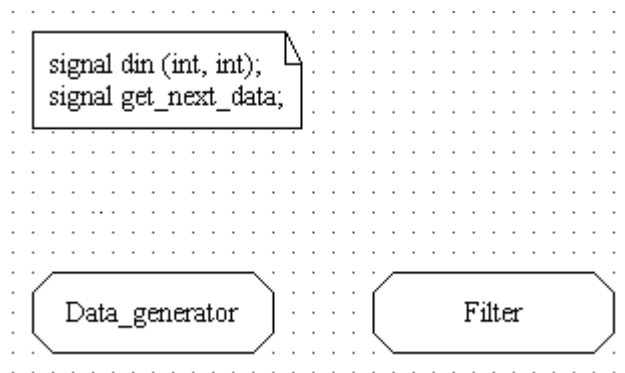 signal din (int, int);
signal get_next_data;
Data_generator
Filter